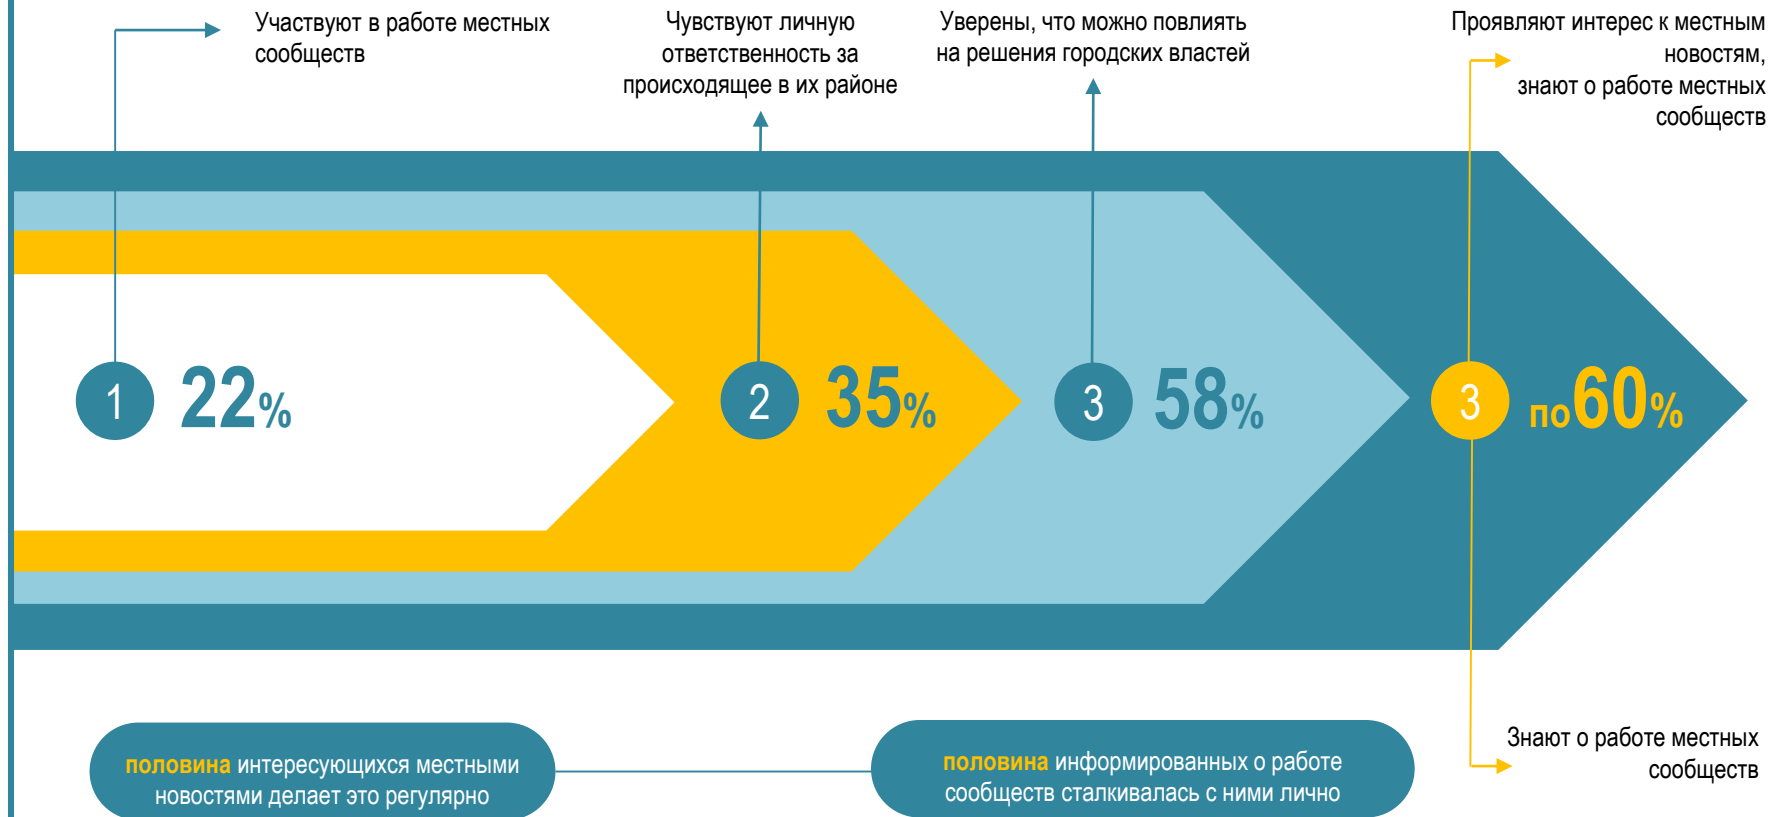 Участвуют в работе местных
сообществ
Чувствуют личную
ответственность за
происходящее в их районе
Уверены, что можно повлиять
на решения городских властей
Проявляют интерес к местным
новостям,
знают о работе местных
сообществ
1 22%
2 35%
3 58%
3 по60%
половина интересующихся местными
новостями делает это регулярно
половина информированных о работе
сообществ сталкивалась с ними лично
Знают о работе местных
сообществ